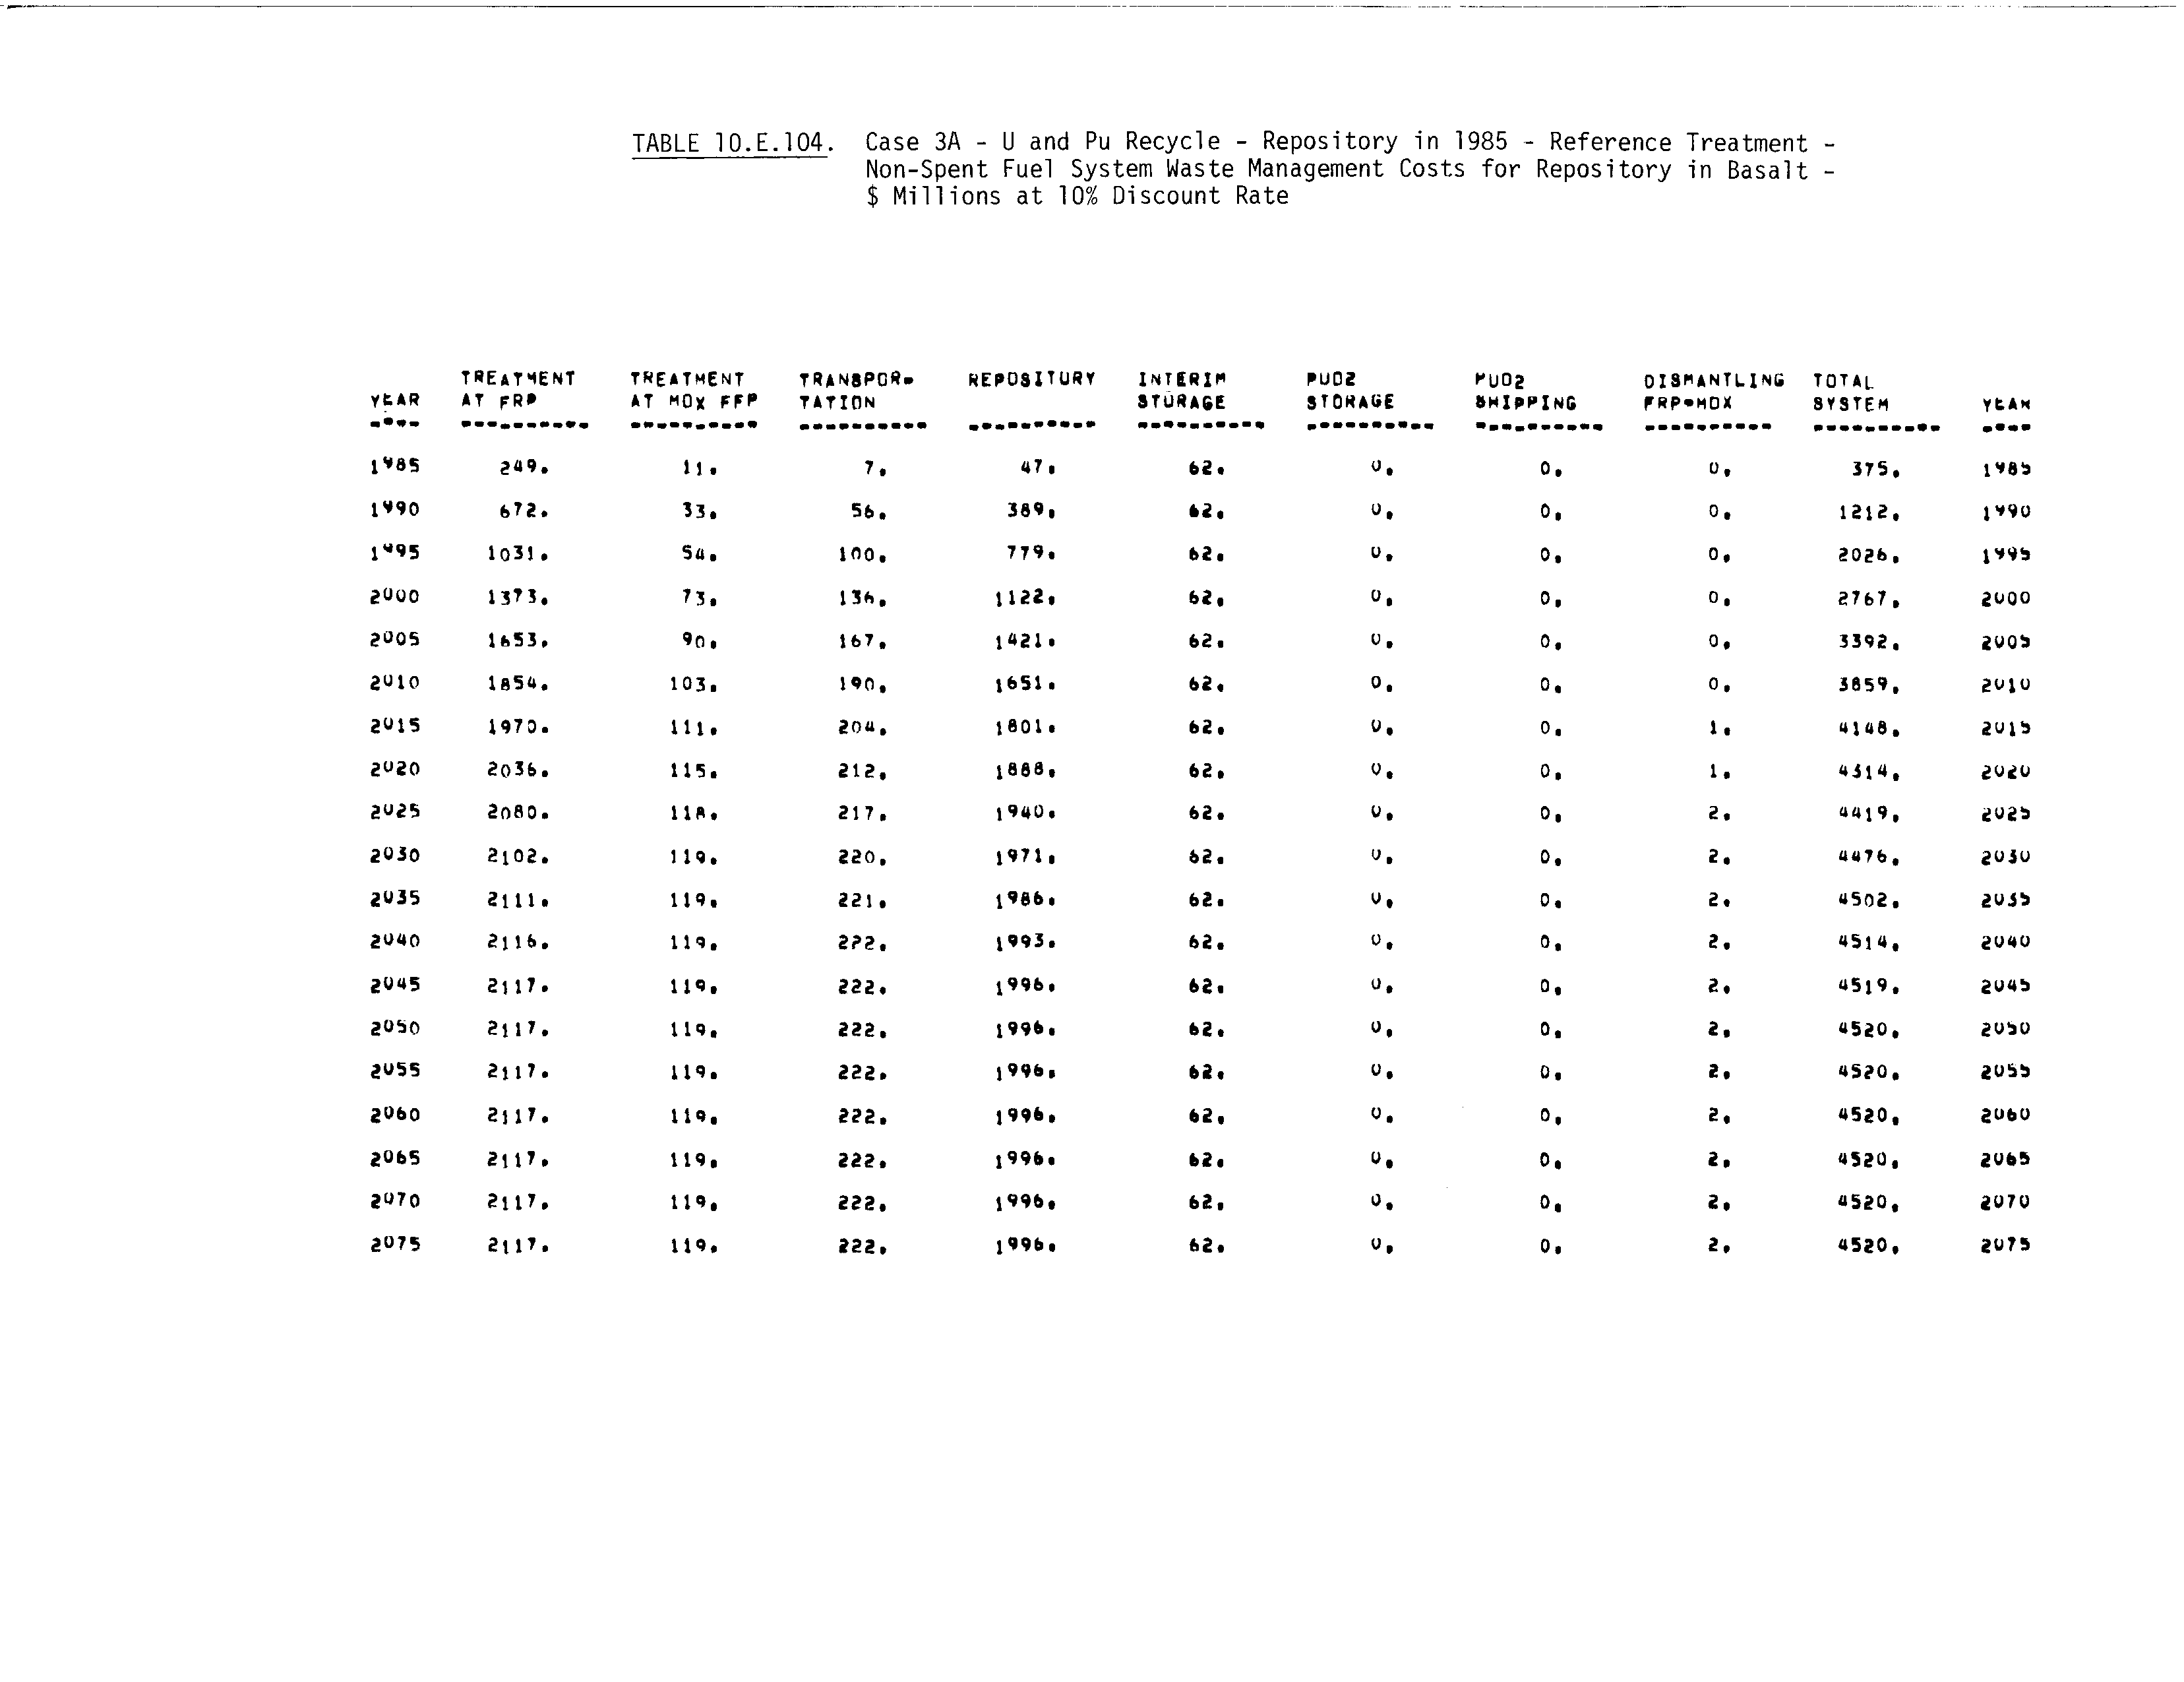 TABLE 10.E.104. Case 3A - U and Pu Recycle - Repository in 1985 - Reference Treatment -
Non-Spent Fuel System Waste Management Costs for Repository in Basalt -
$ Millions at 10% Discount Rate
TREATMENT TREATMENT TRANSPOR- REPOSITORY INTERIM PUO2 PUO2 DISMANTLING TOTAL
YEAR AT FRP AT MOX FFP TATION STORAGE STORAGE SHIPPING FRP-MOX SYSTEM YEAR
---- ---------- ---------- ---------- ---------- ---------- ---------- ---------- ---------- ---------- ----
1985 249. 11. 7. 47. 62. 0. 0. 0. 375. 1985
1990 672. 33. 56. 389. 62. 0. 0. 0. 1212. 1990
1995 1031. 54. 100. 779. 62. 0. 0. 0. 2026. 1995
2000 1373. 73. 136. 1122. 62. 0. 0. 0. 2767. 2000
2005 1653. 90. 167. 1421. 62. 0. 0. 0. 3392. 2005
2010 1854. 103. 190. 1651. 62. 0. 0. 0. 3859. 2010
2015 1970. 111. 204. 1801. 62. 0. 0. 1. 4148. 2015
2020 2036. 115. 212. 1888. 62. 0. 0. 1. 4314. 2020
2025 2080. 118. 217. 1940. 62. 0. 0. 2. 4419. 2025
2030 2102. 119. 220. 1971. 62. 0. 0. 2. 4476. 2030
2035 2111. 119. 221. 1986. 62. 0. 0. 2. 4502. 2035
2040 2116. 119. 222. 1993. 62. 0. 0. 2. 4514. 2040
2045 2117. 119. 222. 1996. 62. 0. 0. 2. 4519. 2045
2050 2117. 119. 222. 1996. 62. 0. 0. 2. 4520. 2050
2055 2117. 119. 222. 1996. 62. 0. 0. 2. 4520. 2055
2060 2117. 119. 222. 1996. 62. 0. 0. 2. 4520. 2060
2065 2117. 119. 222. 1996. 62. 0. 0. 2. 4520. 2065
2070 2117. 119. 222. 1996. 62. 0. 0. 2. 4520. 2070
2075 2117. 119. 222. 1996. 62. 0. 0. 2. 4520. 2075